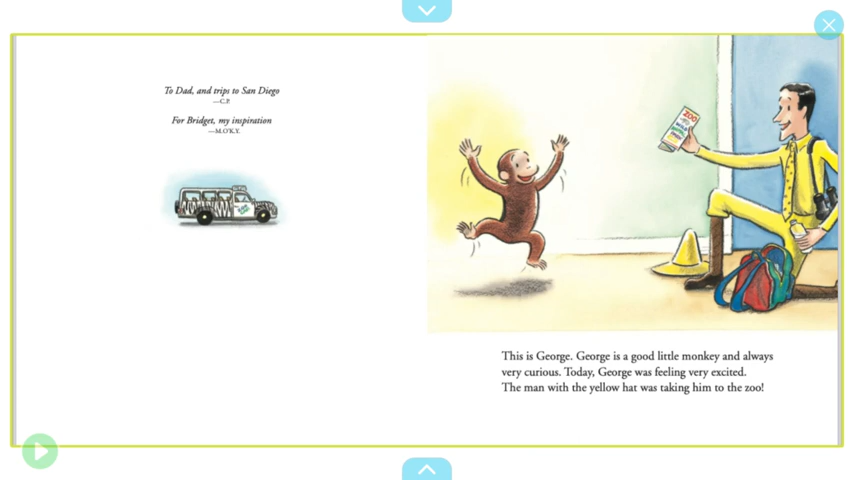 To Dad, and trips to San Diego
—C.P.
For Bridget, my inspiration
—M.O'K.Y.
ZOO
This is George. George is a good little monkey and always
very curious. Today, George was feeling very excited.
The man with the yellow hat was taking him to the zoo!